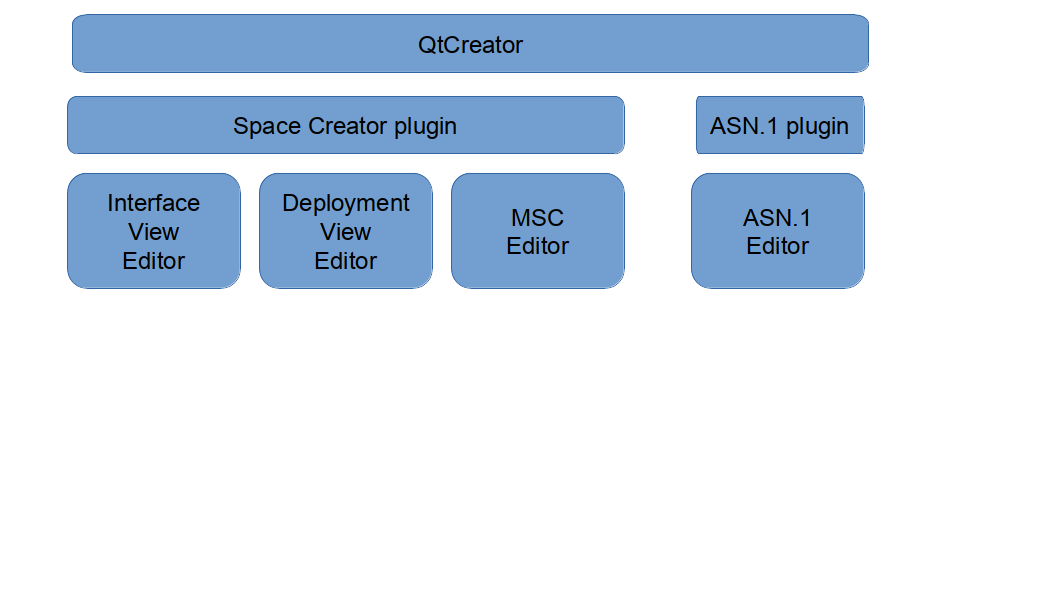 QtCreator
Space Creator plugin
ASN.1 plugin
Interface
View
Editor
Deployment
View
Editor
MSC
Editor
ASN.1
Editor